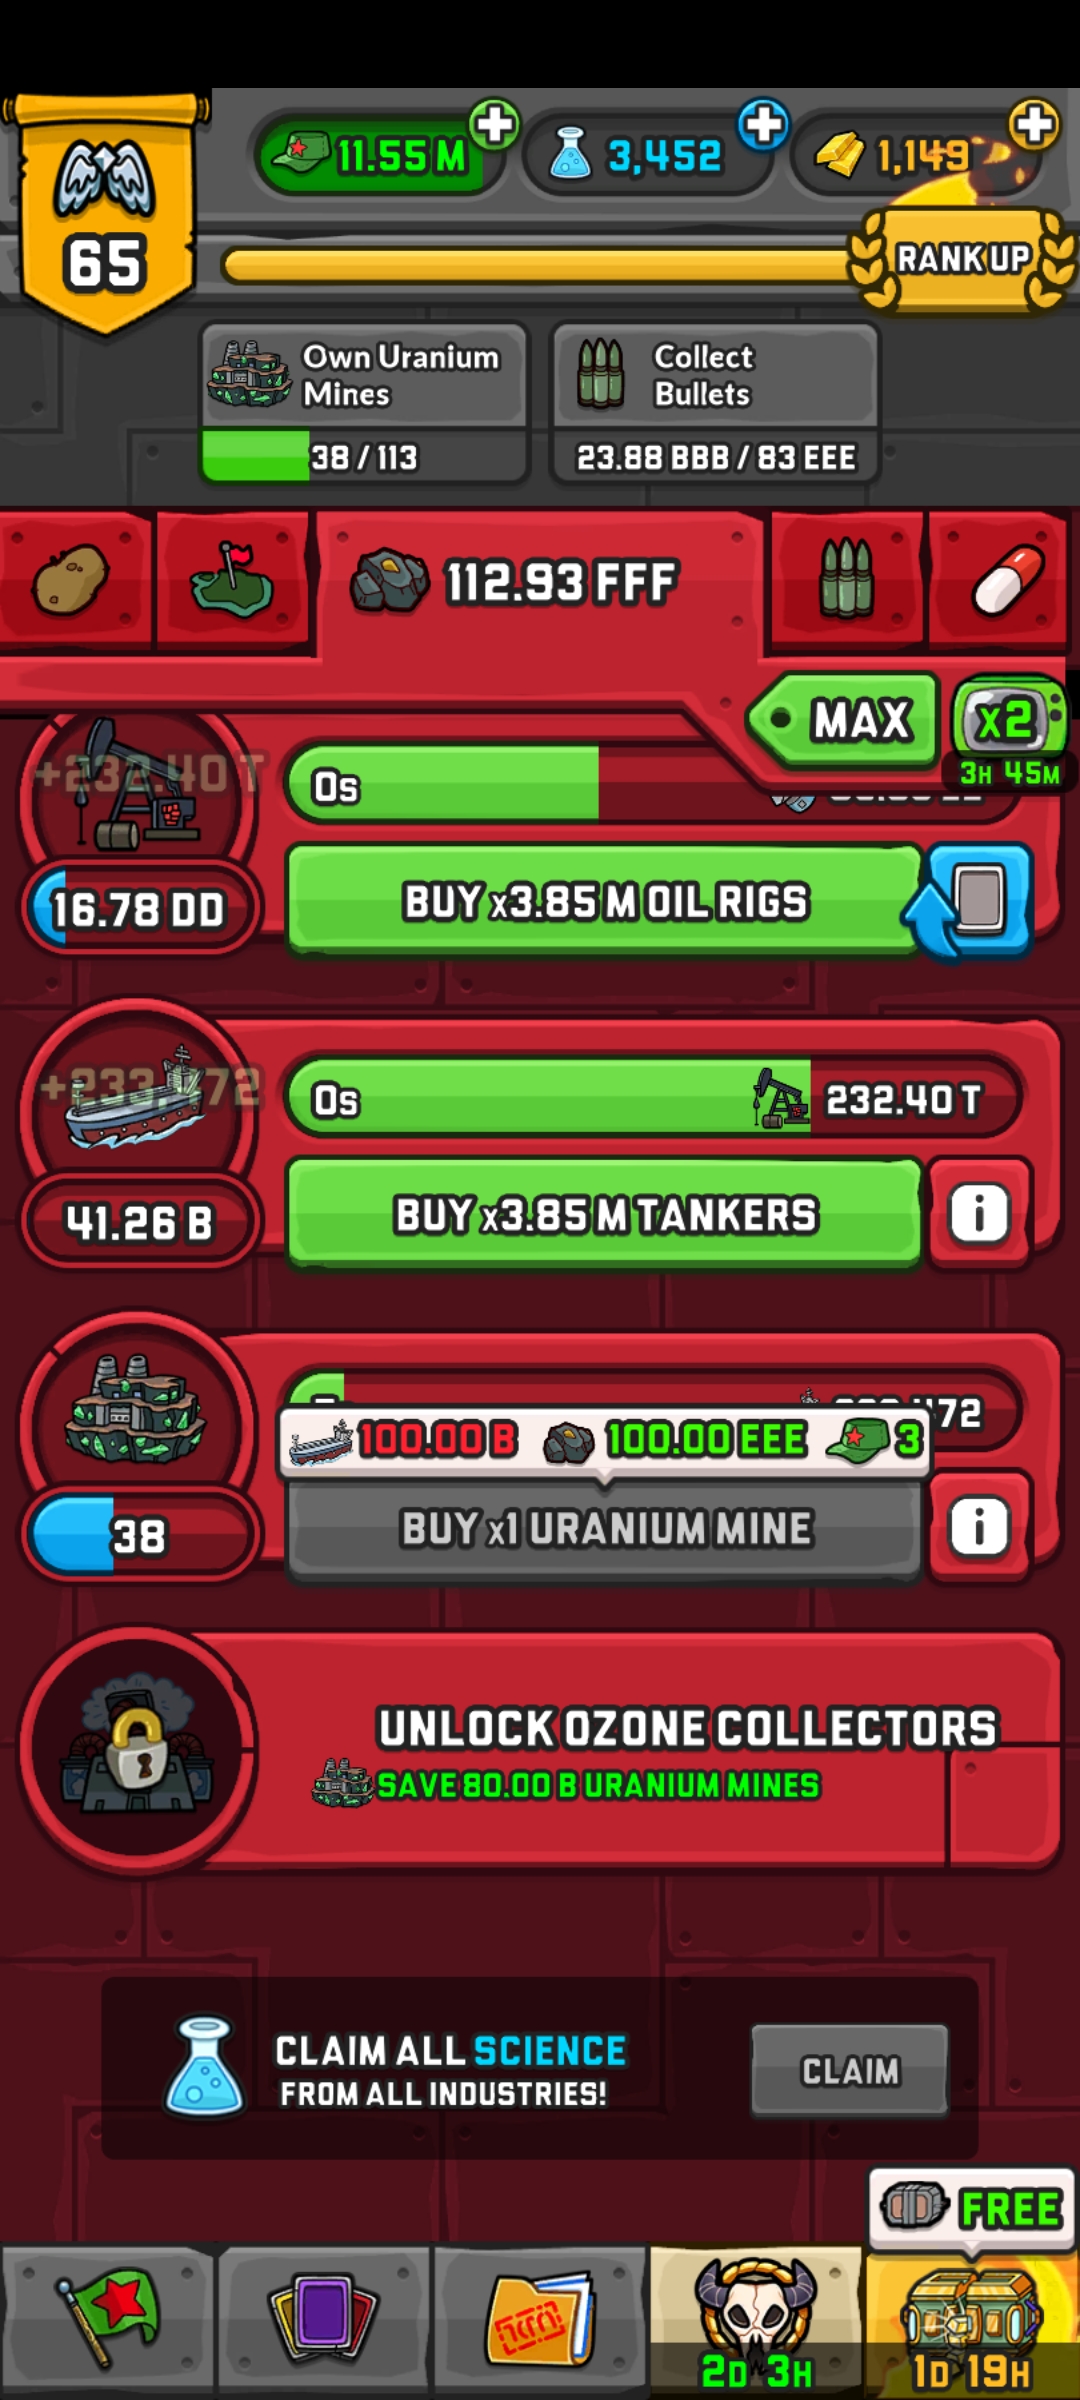 11.55 M
3,452
1,149
65
RANK UP
Own Uranium
Mines
38 / 113
Collect
Bullets
23.88 BBB / 83 EEE
112.93 FFF
MAX
X2
3H 45M
+232.40 T
0s
16.78 DD
BUY x3.85 M OIL RIGS
0s
232.40 T
41.26 B
BUY x3.85 M TANKERS
i
100.00 B
100.00 EEE
3
38
BUY x1 URANIUM MINE
i
UNLOCK OZONE COLLECTORS
SAVE 80.00 B URANIUM MINES
CLAIM ALL SCIENCE
FROM ALL INDUSTRIES!
CLAIM
FREE
2D 3H
1D 19H